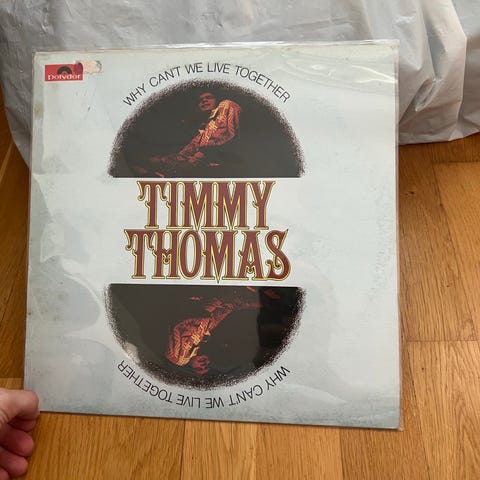 polydor
WHY CAN'T WE LIVE TOGETHER
TIMMY
THOMAS
WHY CAN'T WE LIVE TOGETHER